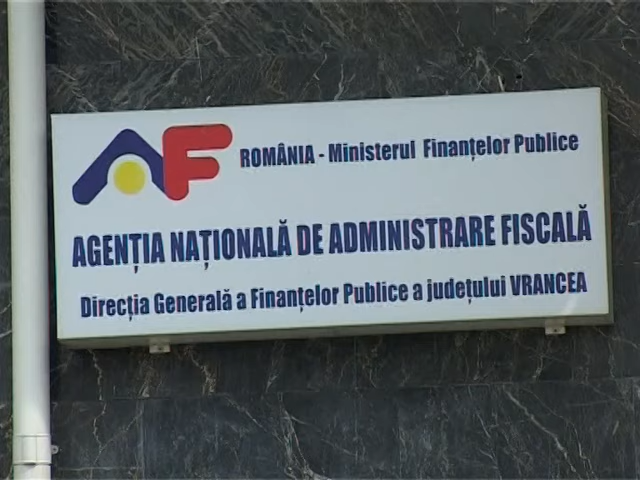 AF
ROMÂNIA - Ministerul Finanțelor Publice
AGENȚIA NAȚIONALĂ DE ADMINISTRARE FISCALĂ
Direcția Generală a Finanțelor Publice a județului VRANCEA